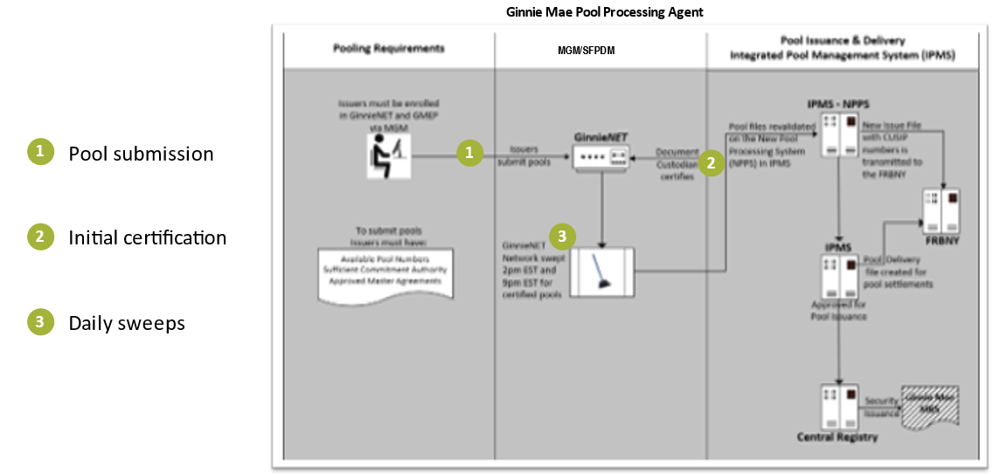 Ginnie Mae Pool Processing Agent
Pooling Requirements
MGM/SFPDM
Pool Issuance & Delivery
Integrated Pool Management System (IPMS)
Issuers must be enrolled
in GinnieNET and GMEP
via MGM
1
Issuers
submit pools
GinnieNET
Document
Custodian
certifies
2
Pool files revalidated
on the New Pool
Processing System
(NPPS) in IPMS
IPMS - NPPS
New Issue File
with CUSIP
numbers is
transmitted to
the FRBNY
FRBNY
1 Pool submission
2 Initial certification
3 Daily sweeps
To submit pools
issuers must have:
Available Pool Numbers
Sufficient Commitment Authority
Approved Master Agreements
3
GinnieNET
Network swept
2pm EST and
9pm EST for
certified pools
IPMS
Pool Delivery
file created for
pool settlements
Approved for
Pool Issuance
Central Registry
Security
Issuance
Ginnie Mae
MBS